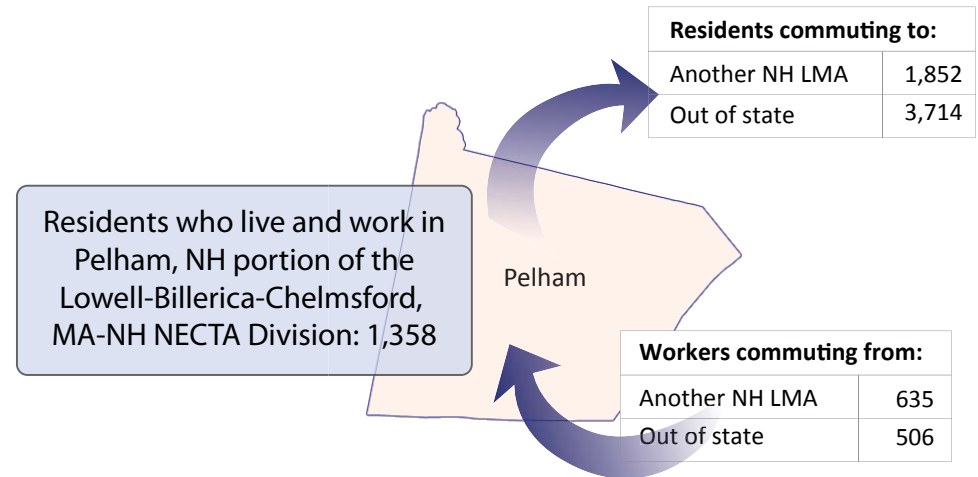 Residents commuting to:
Another NH LMA 1,852
Out of state 3,714
Residents who live and work in
Pelham, NH portion of the
Lowell-Billerica-Chelmsford,
MA-NH NECTA Division: 1,358
Pelham
Workers commuting from:
Another NH LMA 635
Out of state 506